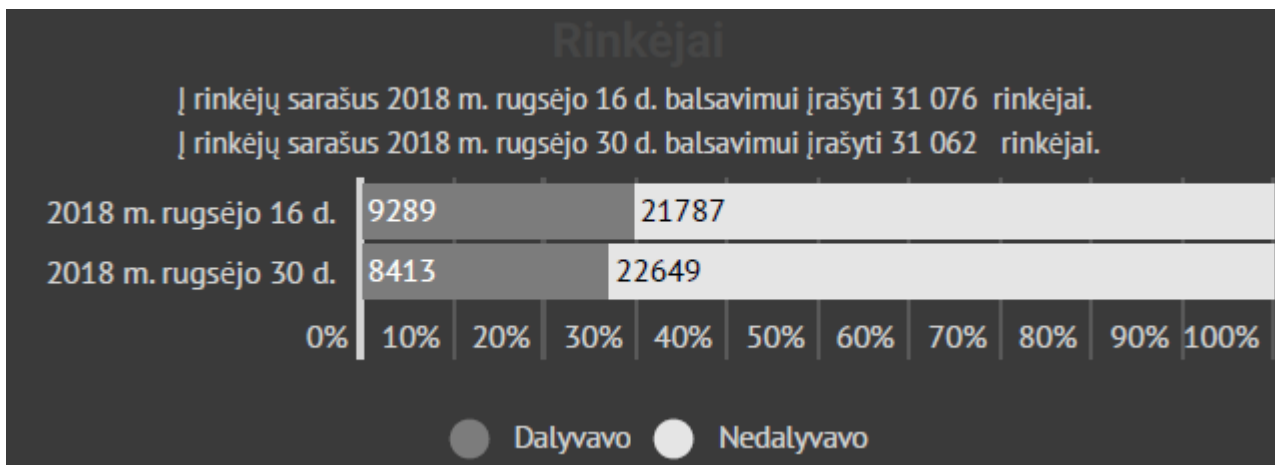 Rinkėjai
Į rinkėjų sarašus 2018 m. rugsėjo 16 d. balsavimui įrašyti 31 076 rinkėjai.
Į rinkėjų sarašus 2018 m. rugsėjo 30 d. balsavimui įrašyti 31 062 rinkėjai.
2018 m. rugsėjo 16 d. 9289 21787
2018 m. rugsėjo 30 d. 8413 22649
0% 10% 20% 30% 40% 50% 60% 70% 80% 90% 100%
Dalyvavo Nedalyvavo